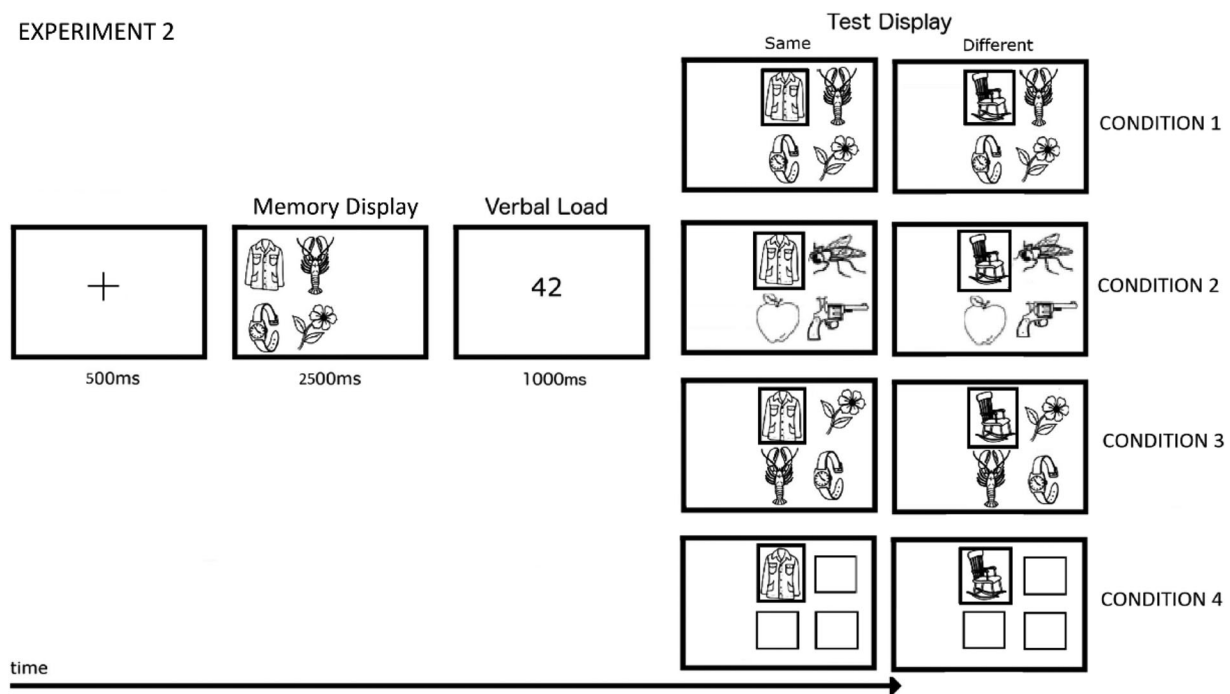 EXPERIMENT 2
Test Display
Same
Different
CONDITION 1
Memory Display
Verbal Load
42
500ms
2500ms
1000ms
CONDITION 2
CONDITION 3
CONDITION 4
time